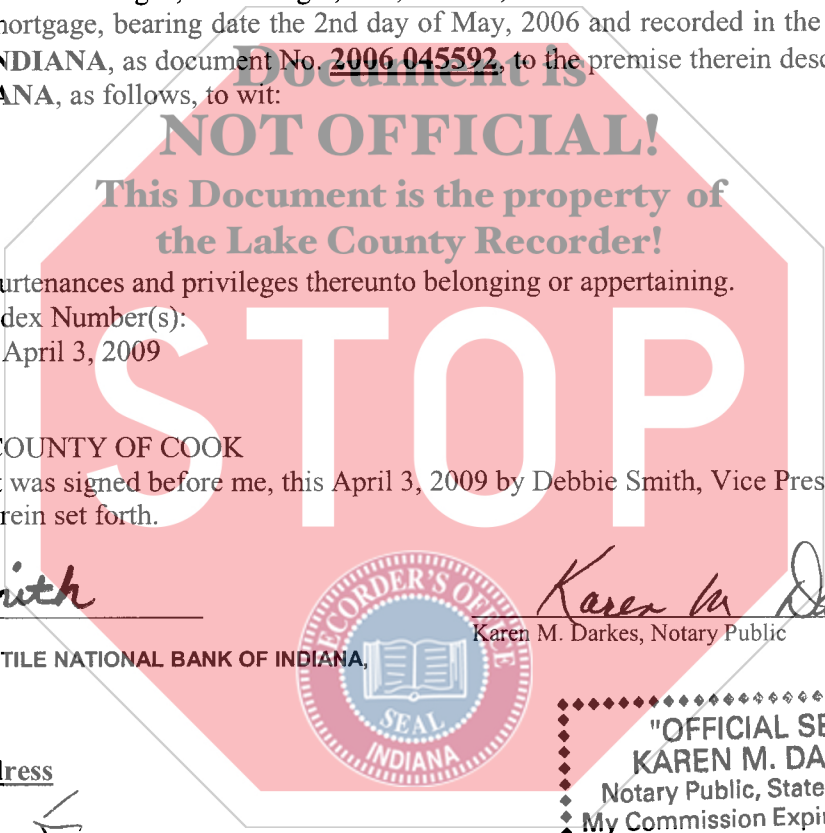 mortgage, bearing date the 2nd day of May, 2006 and recorded in the
NDIANA, as document No. 2006 045592, to the premise therein desc
Document is
ANA, as follows, to wit:
NOT OFFICIAL!
This Document is the property of
the Lake County Recorder!
urtenances and privileges thereunto belonging or appertaining.
dex Number(s):
April 3, 2009
STOP
COUNTY OF COOK
t was signed before me, this April 3, 2009 by Debbie Smith, Vice Pres
rein set forth.
mith
Karen M Da
Karen M. Darkes, Notary Public
TILE NATIONAL BANK OF INDIANA,
RECORDER'S OFFICE
SEAL
INDIANA
"OFFICIAL SE
KAREN M. DA
dress
Notary Public, State
My Commission Expir